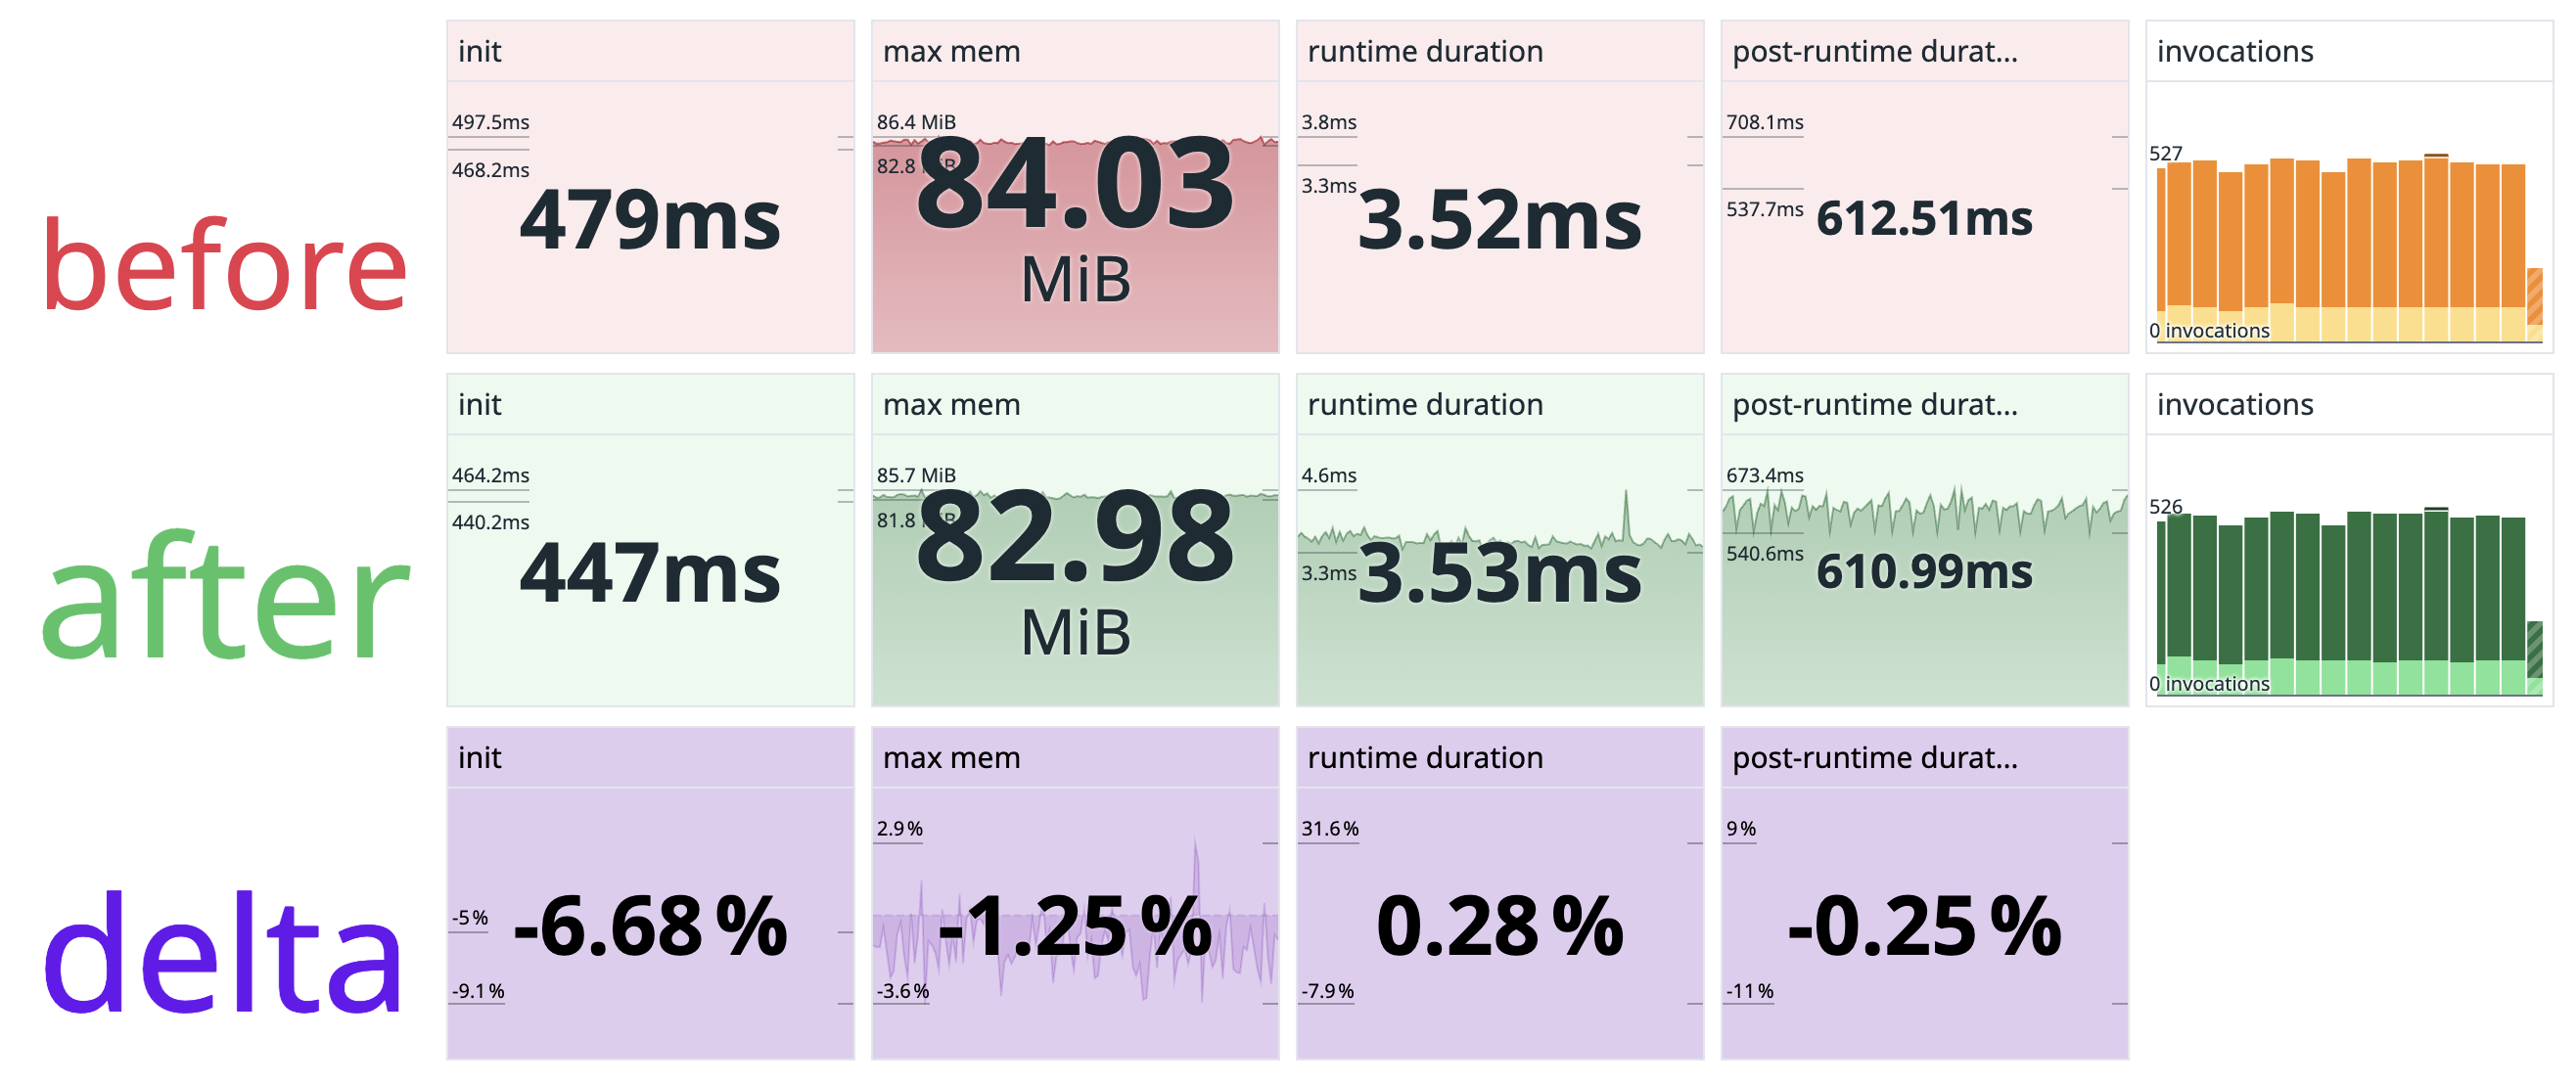 before
init
497.5ms
468.2ms
479ms
max mem
86.4 MiB
82.8 MiB
84.03
MiB
runtime duration
3.8ms
3.3ms
3.52ms
post-runtime durat...
708.1ms
537.7ms
612.51ms
invocations
527
0 invocations
after
init
464.2ms
440.2ms
447ms
max mem
85.7 MiB
81.8 MiB
82.98
MiB
runtime duration
4.6ms
3.3ms
3.53ms
post-runtime durat...
673.4ms
540.6ms
610.99ms
invocations
526
0 invocations
delta
init
-5 %
-9.1 %
-6.68 %
max mem
2.9 %
-3.6 %
-1.25 %
runtime duration
31.6 %
-7.9 %
0.28 %
post-runtime durat...
9 %
-11 %
-0.25 %